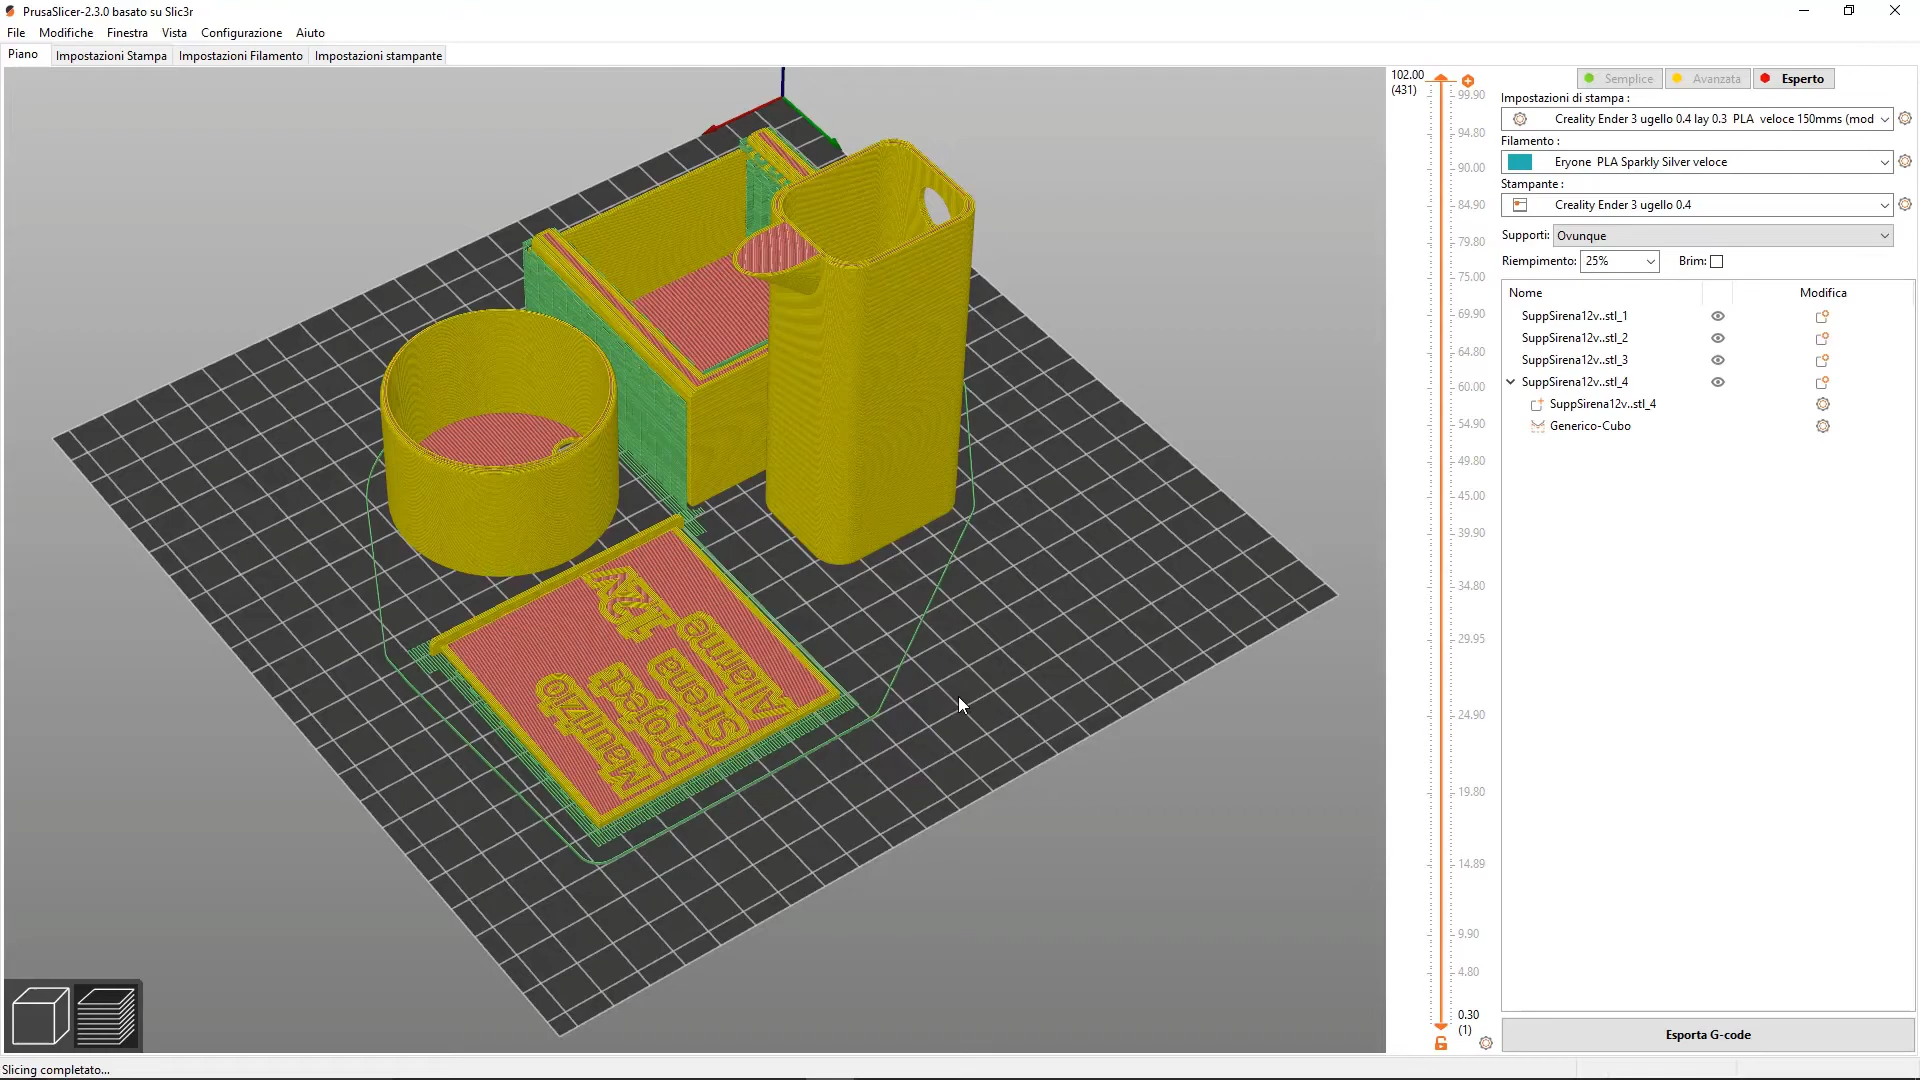 PrusaSlicer-2.3.0 basato su Slic3r
File Modifiche Finestra Vista Configurazione Aiuto
Piano Impostazioni Stampa Impostazioni Filamento Impostazioni stampante
Semplice Avanzata Esperto
Impostazioni di stampa :
Creality Ender 3 ugello 0.4 lay 0.3 PLA veloce 150mms (mod
Filamento :
Eryone PLA Sparkly Silver veloce
Stampante :
Creality Ender 3 ugello 0.4
Supporti: Ovunque
Riempimento: 25% Brim:
Nome Modifica
SuppSirena12v..stl_1
SuppSirena12v..stl_2
SuppSirena12v..stl_3
SuppSirena12v..stl_4
SuppSirena12v..stl_4
Generico-Cubo
102.00
(431)
99.90
94.80
90.00
84.90
79.80
75.00
69.90
64.80
60.00
54.90
49.80
45.00
39.90
34.80
29.95
24.90
19.80
14.89
9.90
4.80
0.30
(1)
Maurizio
Project
Sirena
Allarme
12V
Esporta G-code
Slicing completato...